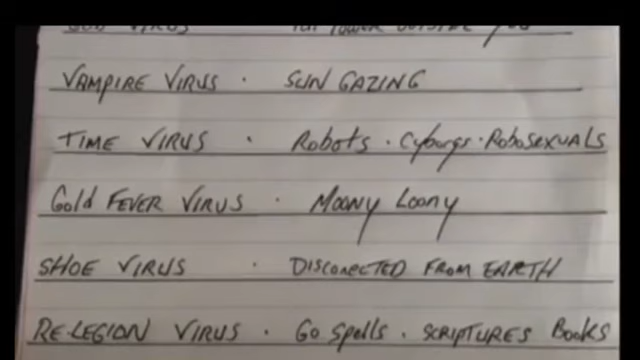 VAMPIRE VIRUS · SUN GAZING
TIME VIRUS · Robots · Cyborgs · RoboSEXUALS
Gold FEVER VIRUS · Moony Loony
SHOE VIRUS · DISCONECTED FROM EARTH
RE-LEGION VIRUS · Go Spells · SCRIPTURES Books